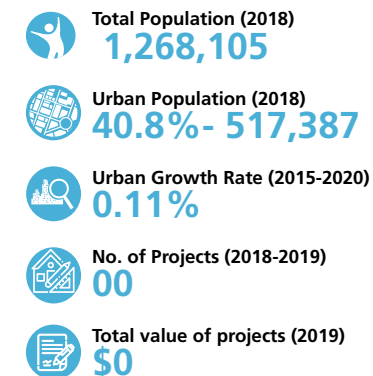 Total Population (2018)
1,268,105
Urban Population (2018)
40.8%- 517,387
Urban Growth Rate (2015-2020)
0.11%
No. of Projects (2018-2019)
00
Total value of projects (2019)
$0